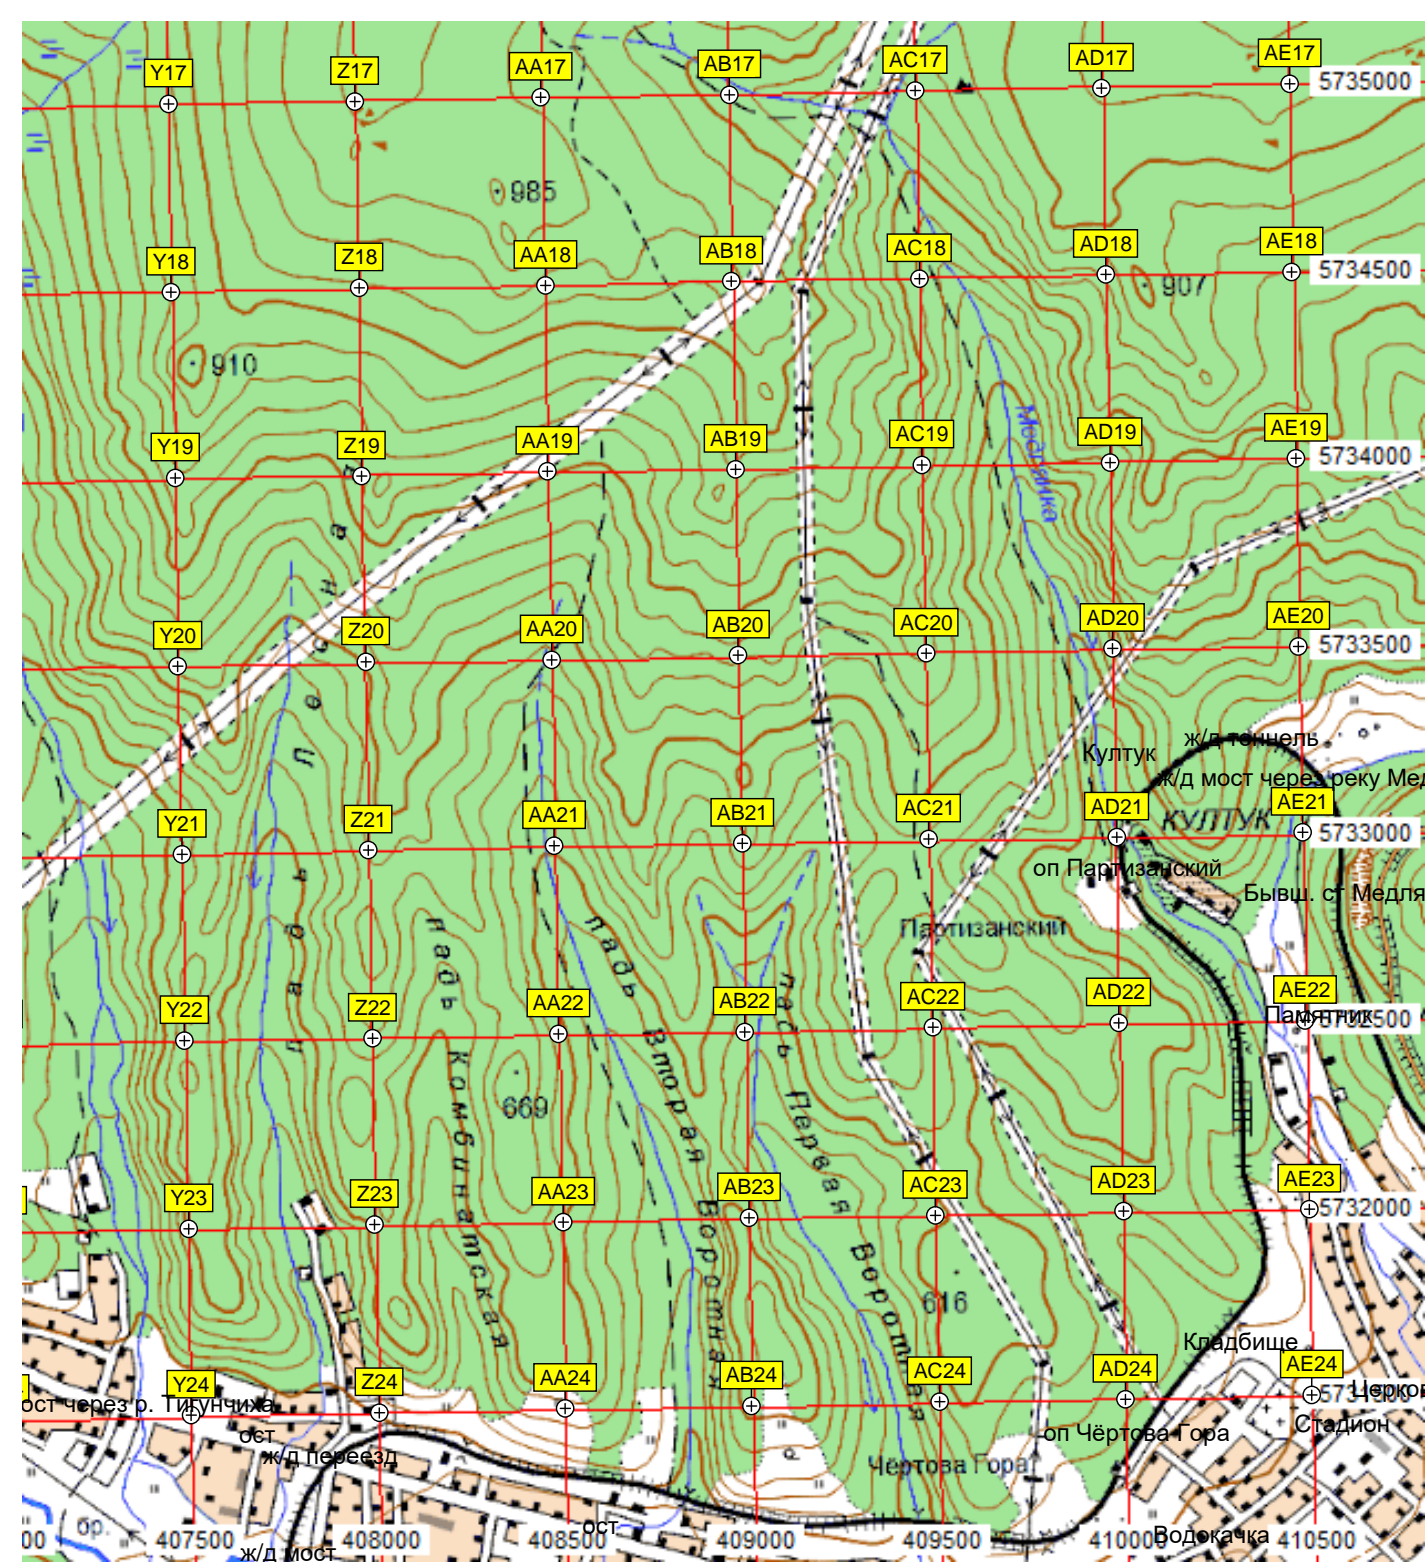 Y17 Z17 AA17 AB17 AC17 AD17 AE17
5735000
985
Y18 Z18 AA18 AB18 AC18 AD18 AE18
5734500
907
910
Y19 Z19 AA19 AB19 AC19 AD19 AE19
5734000
Медлянка
Y20 Z20 AA20 AB20 AC20 AD20 AE20
5733500
ж/д тоннель
Култук
ж/д мост через реку Мед
Y21 Z21 AA21 AB21 AC21 AD21 AE21
КУЛТУК
5733000
оп Партизанский
Бывш. ст Медля
Партизанский
падь Комбинатская
падь Вторая Воротная
падь Первая Воротная
Y22 Z22 AA22 AB22 AC22 AD22 AE22
Памятник
5732500
669
Y23 Z23 AA23 AB23 AC23 AD23 AE23
5732000
616
Кладбище
Y24 Z24 AA24 AB24 AC24 AD24 AE24
5731500
Церков
ост через р. Тигунчиха
Стадион
ост
оп Чёртова Гора
ж/д переезд
Чёртова Гора
ост
бр.
Водокачка
00 407500 408000 408500 409000 409500 410000 410500
ж/д мост